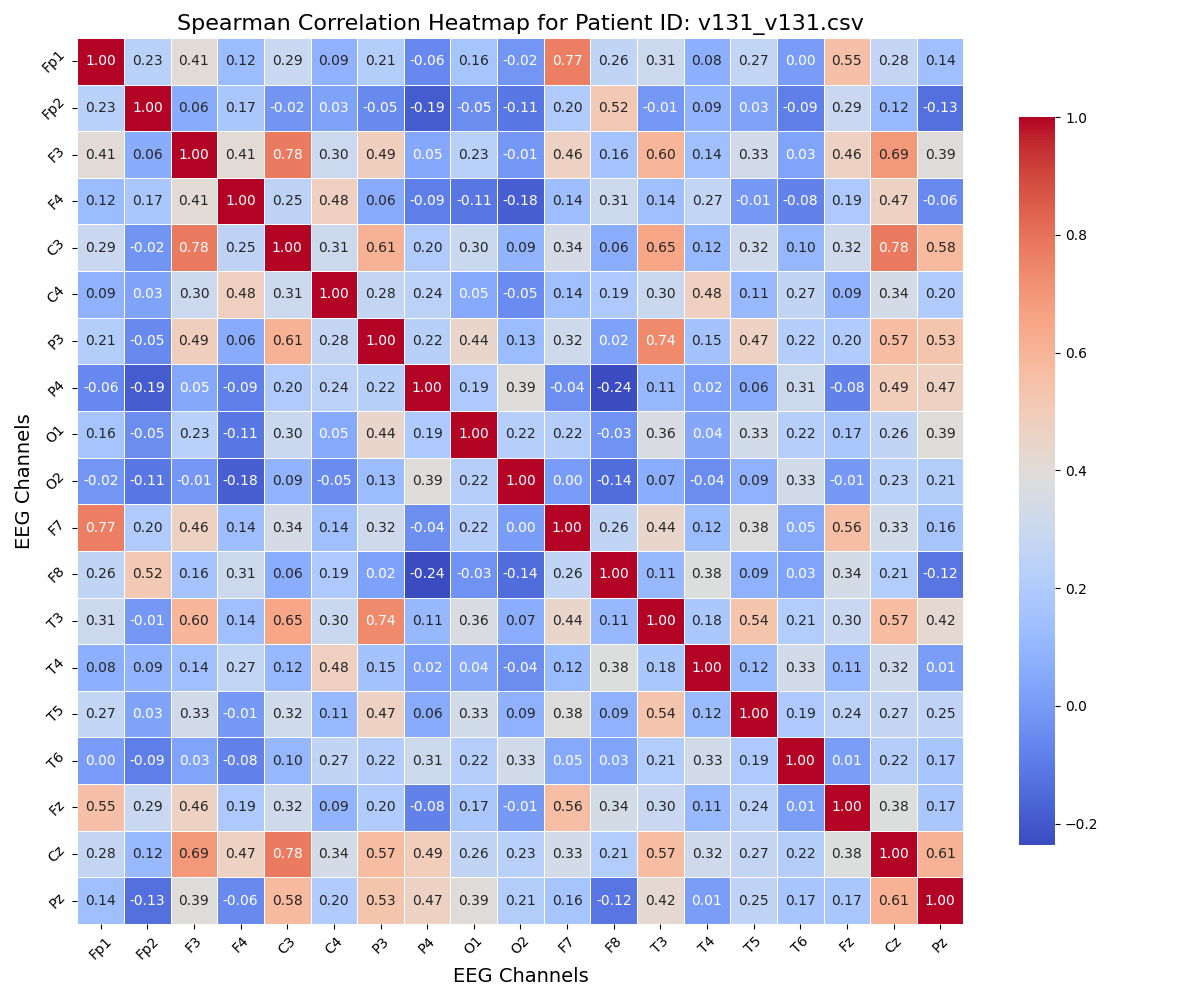 Spearman Correlation Heatmap for Patient ID: v131_v131.csv
Fp1 1.00 0.23 0.41 0.12 0.29 0.09 0.21 -0.06 0.16 -0.02 0.77 0.26 0.31 0.08 0.27 0.00 0.55 0.28 0.14
Fp2 0.23 1.00 0.06 0.17 -0.02 0.03 -0.05 -0.19 -0.05 -0.11 0.20 0.52 -0.01 0.09 0.03 -0.09 0.29 0.12 -0.13
F3 0.41 0.06 1.00 0.41 0.78 0.30 0.49 0.05 0.23 -0.01 0.46 0.16 0.60 0.14 0.33 0.03 0.46 0.69 0.39
F4 0.12 0.17 0.41 1.00 0.25 0.48 0.06 -0.09 -0.11 -0.18 0.14 0.31 0.14 0.27 -0.01 -0.08 0.19 0.47 -0.06
C3 0.29 -0.02 0.78 0.25 1.00 0.31 0.61 0.20 0.30 0.09 0.34 0.06 0.65 0.12 0.32 0.10 0.32 0.78 0.58
C4 0.09 0.03 0.30 0.48 0.31 1.00 0.28 0.24 0.05 -0.05 0.14 0.19 0.30 0.48 0.11 0.27 0.09 0.34 0.20
P3 0.21 -0.05 0.49 0.06 0.61 0.28 1.00 0.22 0.44 0.13 0.32 0.02 0.74 0.15 0.47 0.22 0.20 0.57 0.53
P4 -0.06 -0.19 0.05 -0.09 0.20 0.24 0.22 1.00 0.19 0.39 -0.04 -0.24 0.11 0.02 0.06 0.31 -0.08 0.49 0.47
O1 0.16 -0.05 0.23 -0.11 0.30 0.05 0.44 0.19 1.00 0.22 0.22 -0.03 0.36 0.04 0.33 0.22 0.17 0.26 0.39
O2 -0.02 -0.11 -0.01 -0.18 0.09 -0.05 0.13 0.39 0.22 1.00 0.00 -0.14 0.07 -0.04 0.09 0.33 -0.01 0.23 0.21
F7 0.77 0.20 0.46 0.14 0.34 0.14 0.32 -0.04 0.22 0.00 1.00 0.26 0.44 0.12 0.38 0.05 0.56 0.33 0.16
F8 0.26 0.52 0.16 0.31 0.06 0.19 0.02 -0.24 -0.03 -0.14 0.26 1.00 0.11 0.38 0.09 0.03 0.34 0.21 -0.12
T3 0.31 -0.01 0.60 0.14 0.65 0.30 0.74 0.11 0.36 0.07 0.44 0.11 1.00 0.18 0.54 0.21 0.30 0.57 0.42
T4 0.08 0.09 0.14 0.27 0.12 0.48 0.15 0.02 0.04 -0.04 0.12 0.38 0.18 1.00 0.12 0.33 0.11 0.32 0.01
T5 0.27 0.03 0.33 -0.01 0.32 0.11 0.47 0.06 0.33 0.09 0.38 0.09 0.54 0.12 1.00 0.19 0.24 0.27 0.25
T6 0.00 -0.09 0.03 -0.08 0.10 0.27 0.22 0.31 0.22 0.33 0.05 0.03 0.21 0.33 0.19 1.00 0.01 0.22 0.17
Fz 0.55 0.29 0.46 0.19 0.32 0.09 0.20 -0.08 0.17 -0.01 0.56 0.34 0.30 0.11 0.24 0.01 1.00 0.38 0.17
Cz 0.28 0.12 0.69 0.47 0.78 0.34 0.57 0.49 0.26 0.23 0.33 0.21 0.57 0.32 0.27 0.22 0.38 1.00 0.61
Pz 0.14 -0.13 0.39 -0.06 0.58 0.20 0.53 0.47 0.39 0.21 0.16 -0.12 0.42 0.01 0.25 0.17 0.17 0.61 1.00
Fp1 Fp2 F3 F4 C3 C4 P3 P4 O1 O2 F7 F8 T3 T4 T5 T6 Fz Cz Pz
EEG Channels
EEG Channels
1.0
0.8
0.6
0.4
0.2
0.0
−0.2